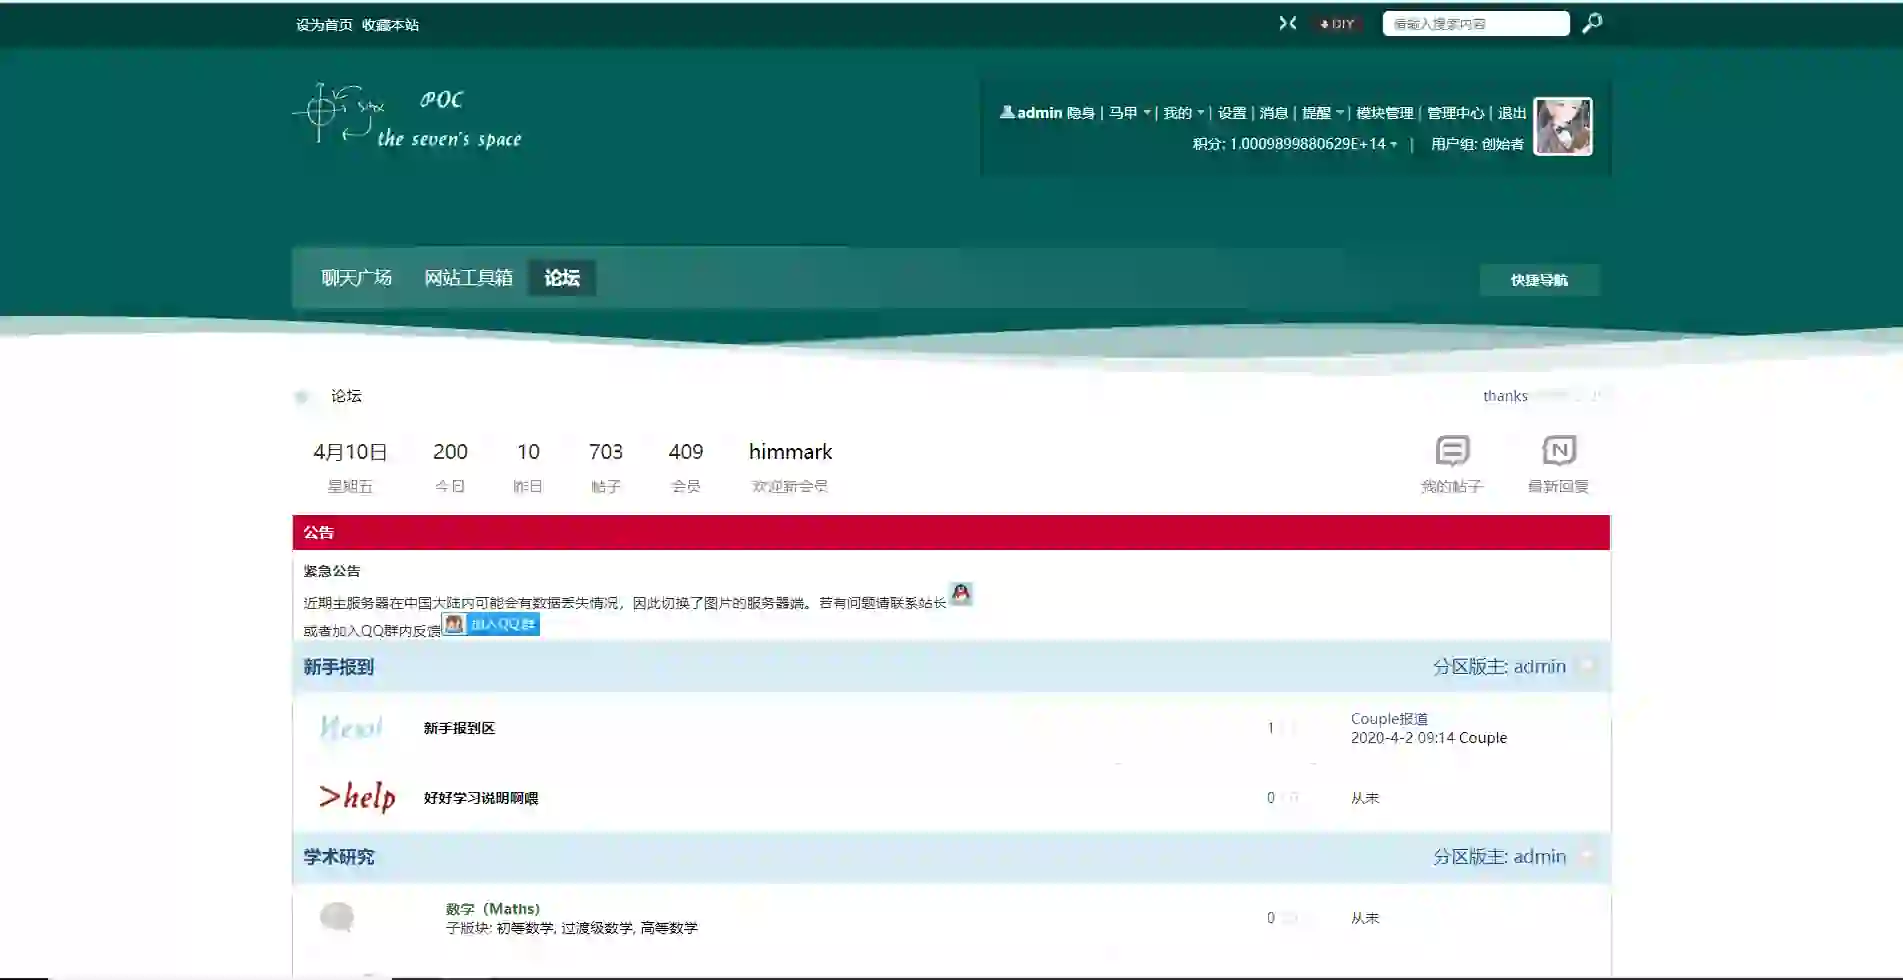 设为首页 收藏本站
DIY 请输入搜索内容
POC
the seven's space
admin 隐身 | 马甲 | 我的 | 设置 | 消息 | 提醒 | 模块管理 | 管理中心 | 退出
积分: 1.0009899880629E+14 | 用户组: 创始者
聊天广场 网站工具箱 论坛 快捷导航
论坛 thanks
4月10日 200 10 703 409 himmark
星期五 今日 昨日 帖子 会员 欢迎新会员 我的帖子 最新回复
公告
紧急公告
近期主服务器在中国大陆内可能会有数据丢失情况，因此切换了图片的服务器端。若有问题请联系站长
或者加入QQ群内反馈 加入QQ群
新手报到 分区版主: admin
新手报到区 1 Couple报道
2020-4-2 09:14 Couple
>help 好好学习说明啊喂 0 从未
学术研究 分区版主: admin
数学（Maths） 0 从未
子版块: 初等数学, 过渡级数学, 高等数学